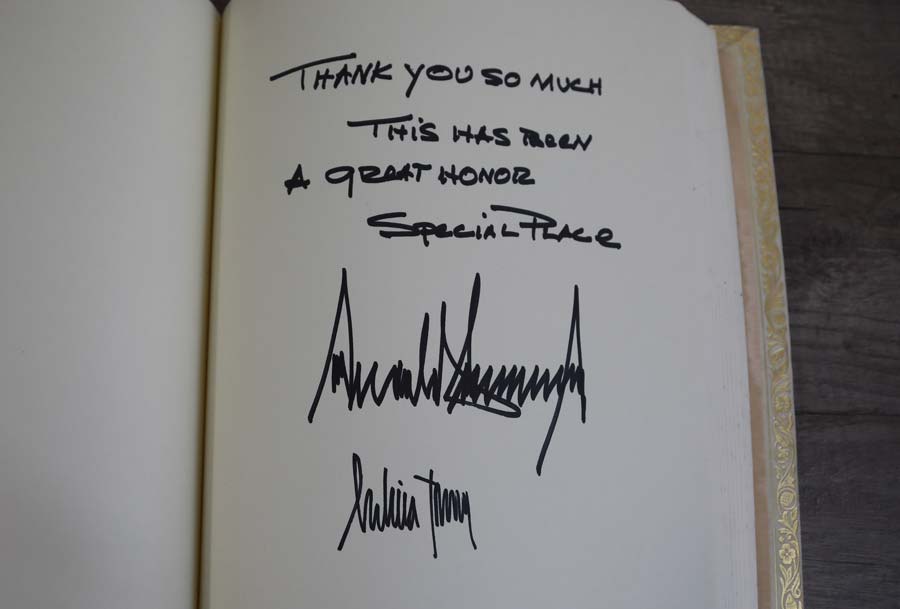 THANK YOU SO MUCH
THIS HAS BEEN
A GREAT HONOR
SPECIAL PLACE